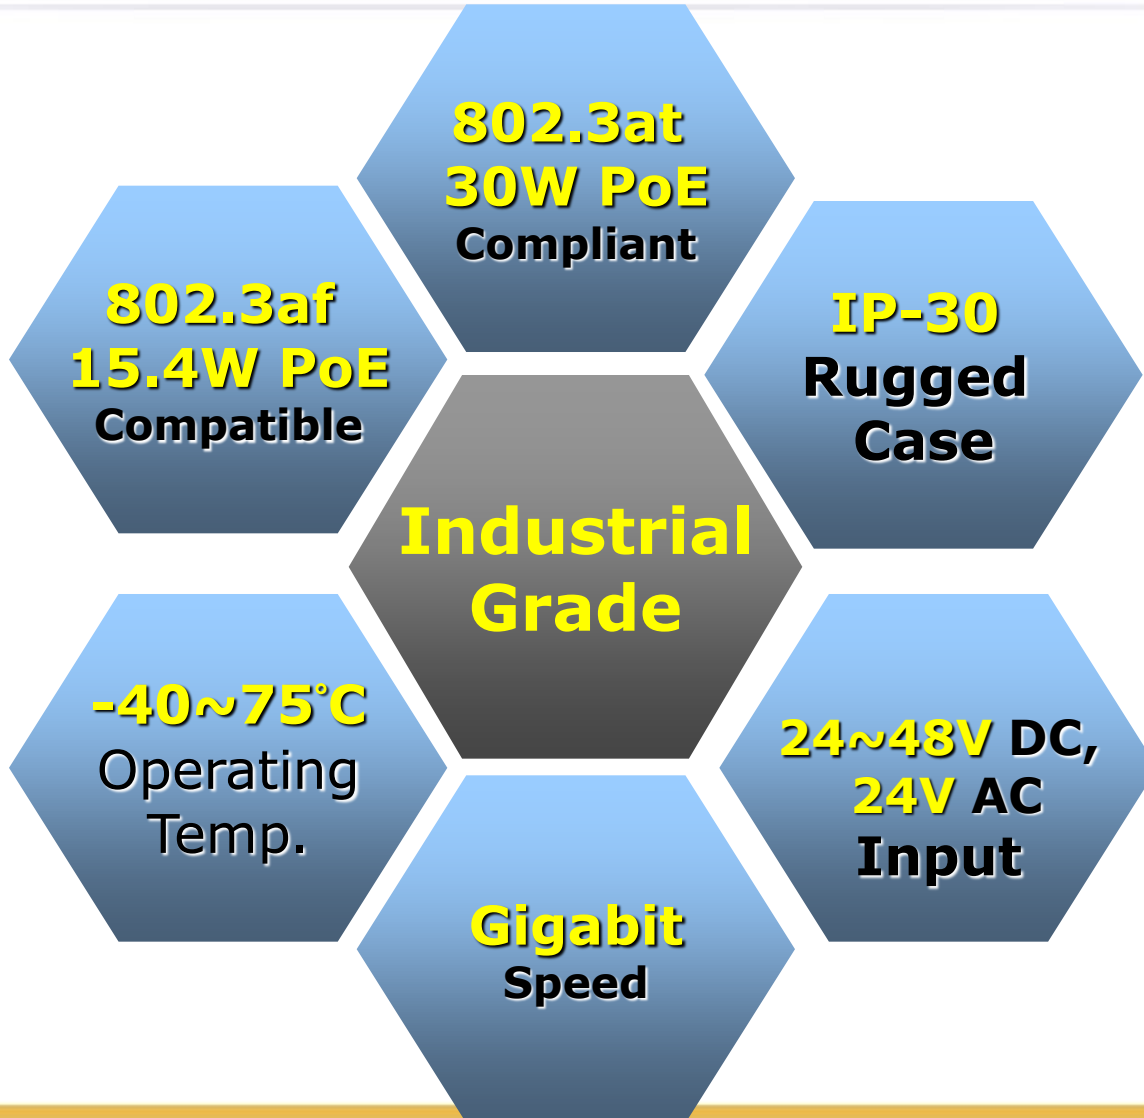 802.3at
30W PoE
Compliant
802.3af
15.4W PoE
Compatible
IP-30
Rugged
Case
Industrial
Grade
-40~75°C
Operating
Temp.
24~48V DC,
24V AC
Input
Gigabit
Speed